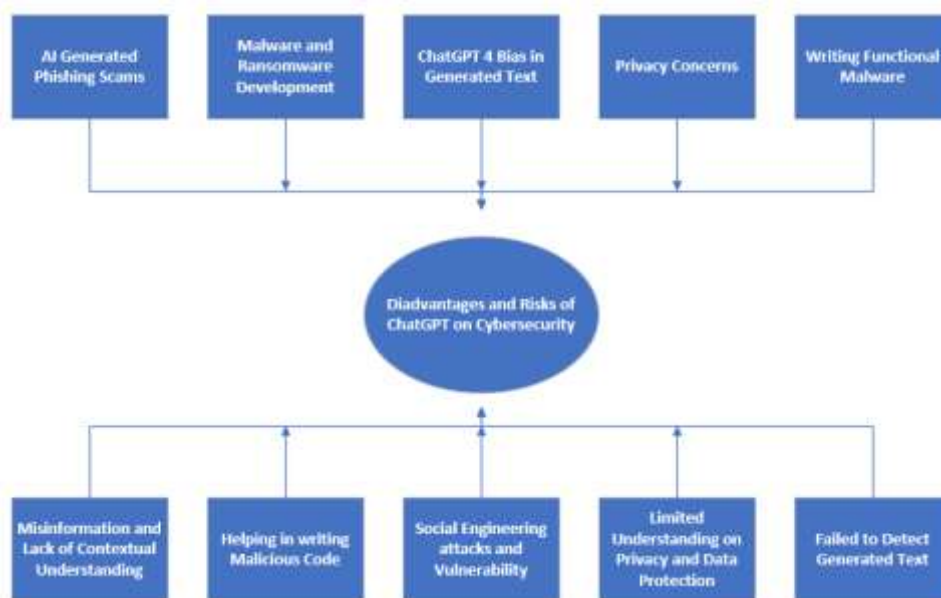 AI Generated
Phishing Scams
Malware and
Ransomware
Development
ChatGPT 4 Bias in
Generated Text
Privacy Concerns
Writing Functional
Malware
Diadvantages and Risks of
ChatGPT on Cybersecurity
Misinformation and
Lack of Contextual
Understanding
Helping in writing
Malicious Code
Social Engineering
attacks and
Vulnerability
Limited
Understanding on
Privacy and Data
Protection
Failed to Detect
Generated Text